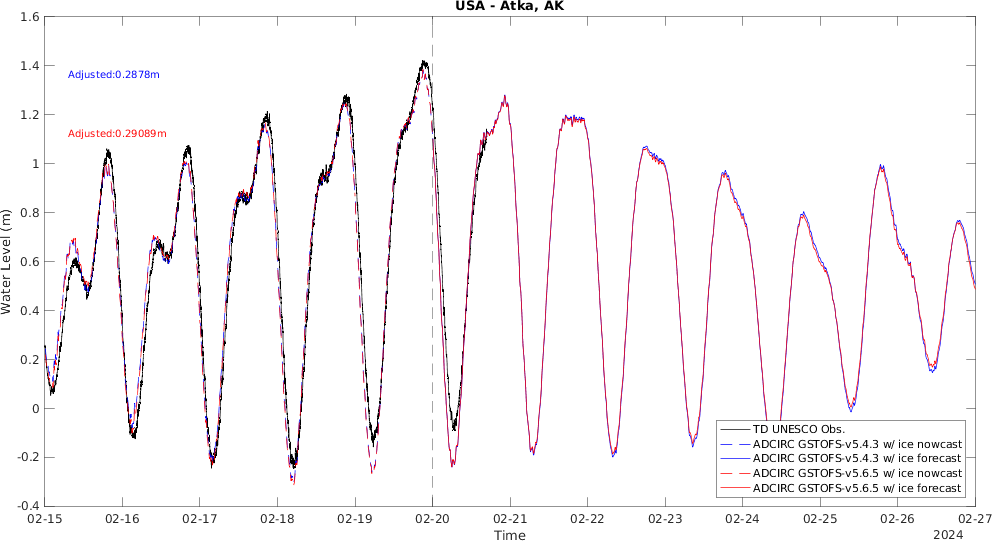 USA - Atka, AK
1.6
1.4
1.2
1
0.8
0.6
0.4
0.2
0
-0.2
-0.4
Water Level (m)
Adjusted:0.2878m
Adjusted:0.29089m
TD UNESCO Obs.
ADCIRC GSTOFS-v5.4.3 w/ ice nowcast
ADCIRC GSTOFS-v5.4.3 w/ ice forecast
ADCIRC GSTOFS-v5.6.5 w/ ice nowcast
ADCIRC GSTOFS-v5.6.5 w/ ice forecast
02-15 02-16 02-17 02-18 02-19 02-20 02-21 02-22 02-23 02-24 02-25 02-26 02-27
Time
2024